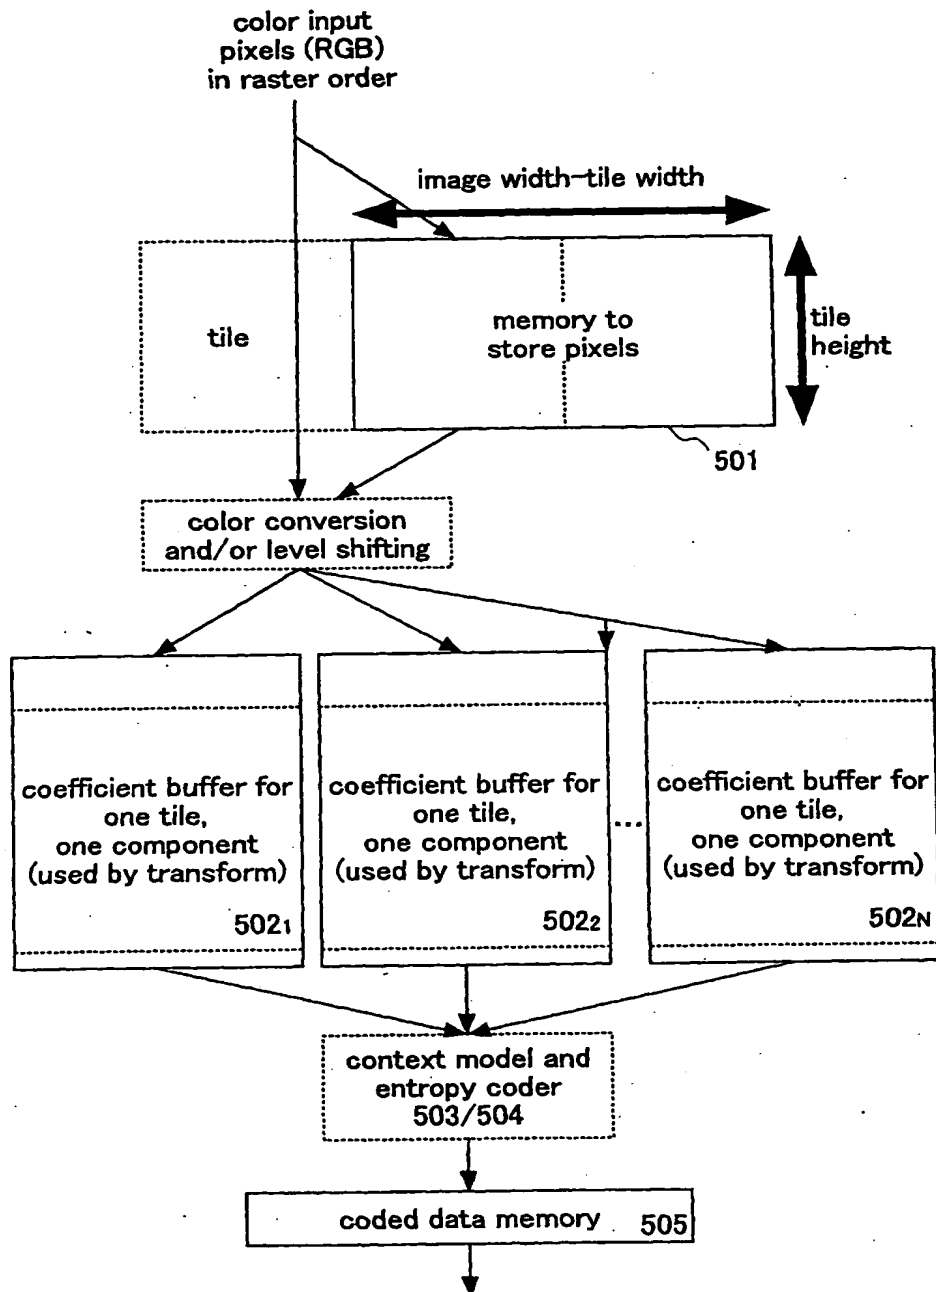 color input
pixels (RGB)
in raster order
image width-tile width
tile
memory to
store pixels
tile
height
501
color conversion
and/or level shifting
coefficient buffer for
one tile,
one component
(used by transform)
502₁
coefficient buffer for
one tile,
one component
(used by transform)
502₂
...
coefficient buffer for
one tile,
one component
(used by transform)
502N
context model and
entropy coder
503/504
coded data memory 505